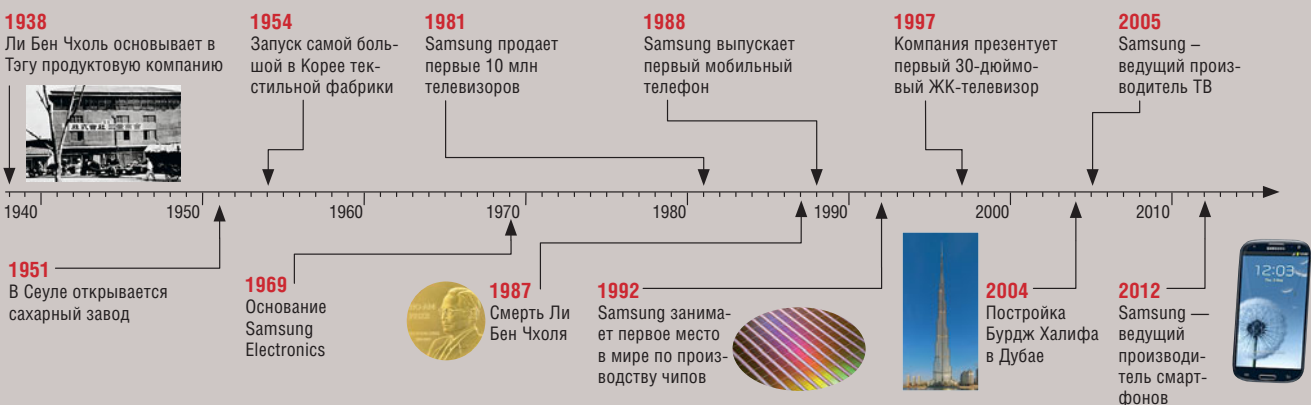 1938
Ли Бен Чхоль основывает в
Тэгу продуктовую компанию
1954
Запуск самой боль-
шой в Корее тек-
стильной фабрики
1981
Samsung продает
первые 10 млн
телевизоров
1988
Samsung выпускает
первый мобильный
телефон
1997
Компания презентует
первый 30-дюймо-
вый ЖК-телевизор
2005
Samsung –
ведущий произ-
водитель ТВ
1940
1950
1960
1970
1980
1990
2000
2010
1951
В Сеуле открывается
сахарный завод
1969
Основание
Samsung
Electronics
1987
Смерть Ли
Бен Чхоля
1992
Samsung занима-
ет первое место
в мире по произ-
водству чипов
2004
Постройка
Бурдж Халифа
в Дубае
2012
Samsung —
ведущий
производи-
тель смарт-
фонов
SAMSUNG
12:03